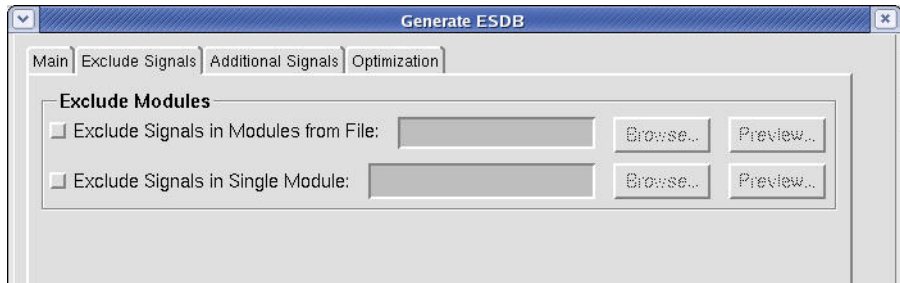 Generate ESDB
Main Exclude Signals Additional Signals Optimization
Exclude Modules
Exclude Signals in Modules from File: Browse... Preview...
Exclude Signals in Single Module: Browse... Preview...